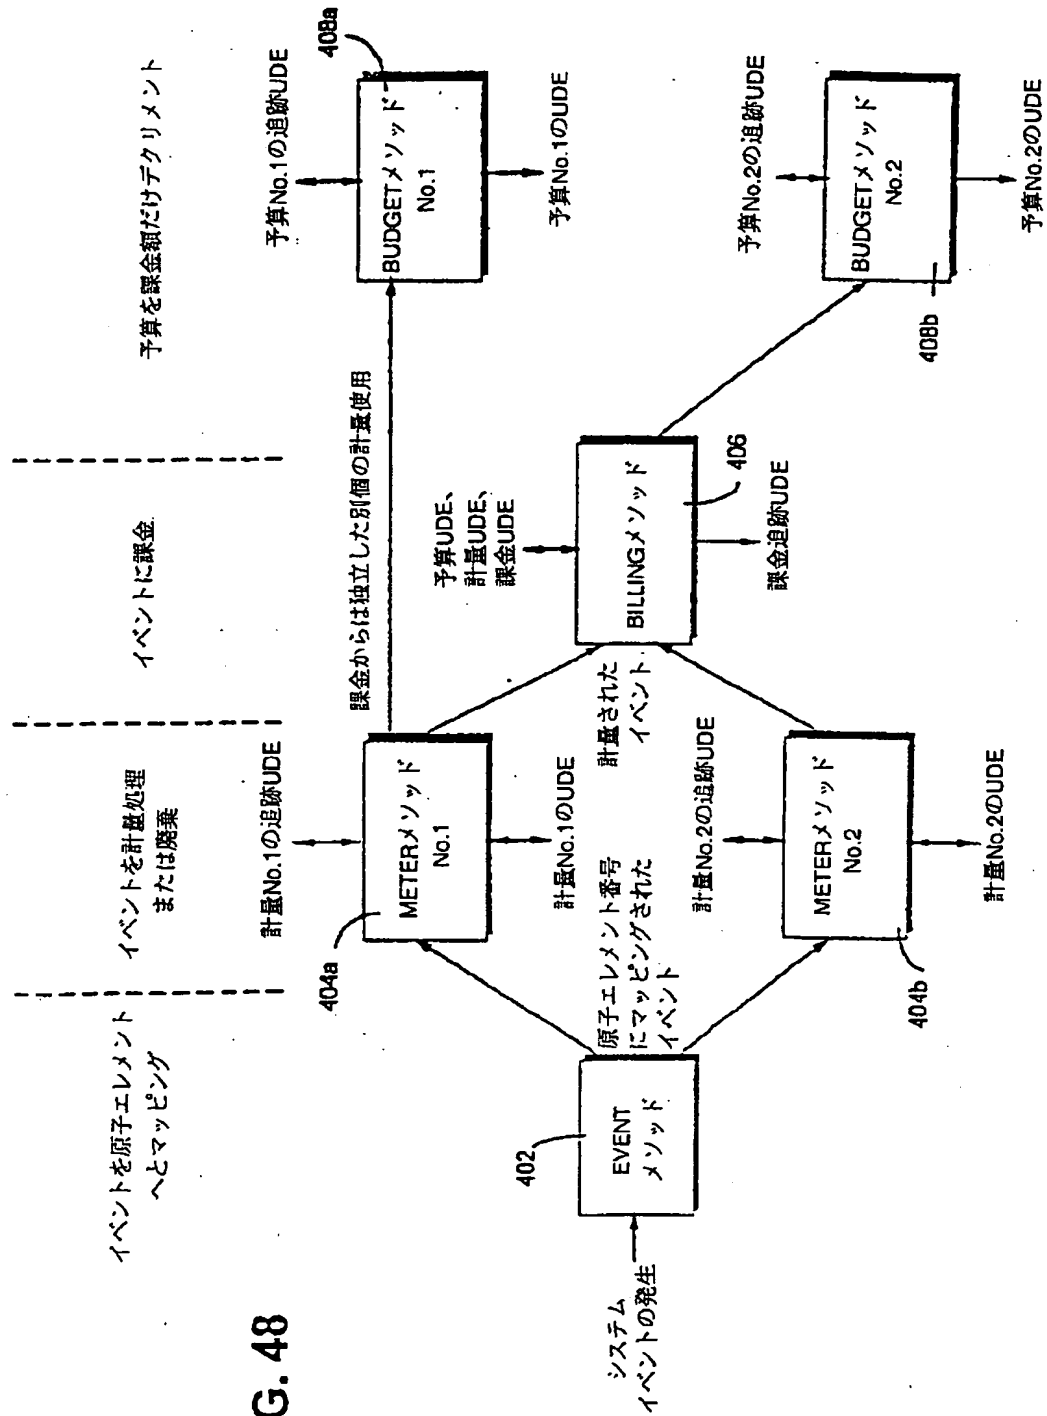 G. 48
イベントを原子エレメント
へとマッピング
イベントを計量処理
または廃棄
イベントに課金
予算を課金額だけデクリメント
システム
イベントの発生
402
EVENT
メソッド
原子エレメント番号
にマッピングされた
イベント
404a
計量No.1の追跡UDE
METERメソッド
No.1
計量No.1のUDE
計量No.2の追跡UDE
METERメソッド
No.2
404b
計量No.2のUDE
課金からは独立した別個の計量使用
計量された
イベント
予算UDE、
計量UDE、
課金UDE
BILLINGメソッド
406
課金追跡UDE
408a
予算No.1の追跡UDE
BUDGETメソッド
No.1
予算No.1のUDE
予算No.2の追跡UDE
BUDGETメソッド
No.2
408b
予算No.2のUDE